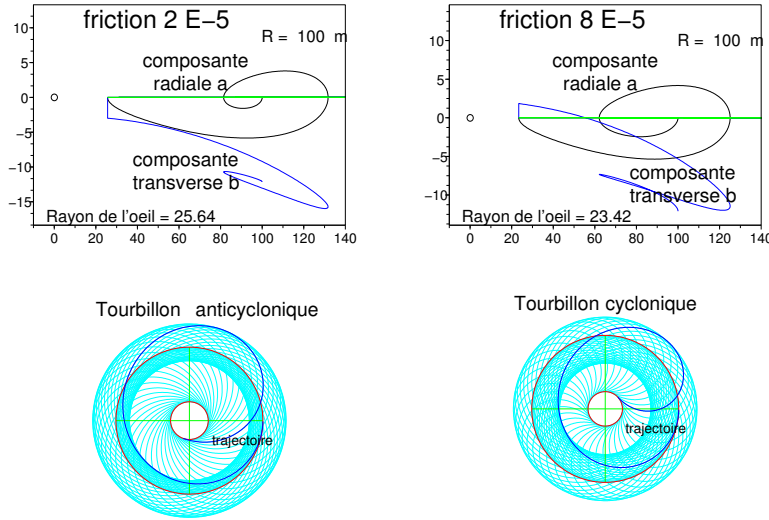 friction 2 E−5
R = 100 m
composante
radiale a
composante
transverse b
Rayon de l'oeil = 25.64
10
5
0
−5
−10
−15
0 20 40 60 80 100 120 140
friction 8 E−5
R = 100 m
composante
radiale a
composante
transverse b
Rayon de l'oeil = 23.42
10
5
0
−5
−10
0 20 40 60 80 100 120 140
Tourbillon anticyclonique
trajectoire
Tourbillon cyclonique
trajectoire